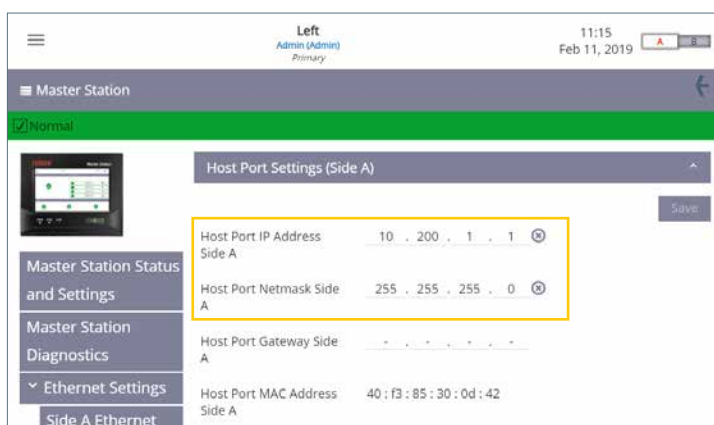 Left
Admin (Admin)
Primary
11:15
Feb 11, 2019
A B
Master Station
Normal
Host Port Settings (Side A)
Save
Host Port IP Address
Side A
10 . 200 . 1 . 1
Host Port Netmask Side
A
255 . 255 . 255 . 0
Master Station Status
and Settings
Master Station
Diagnostics
Host Port Gateway Side
A
- . - . - . -
Ethernet Settings
Host Port MAC Address
Side A
40 : f3 : 85 : 30 : 0d : 42
Side A Ethernet